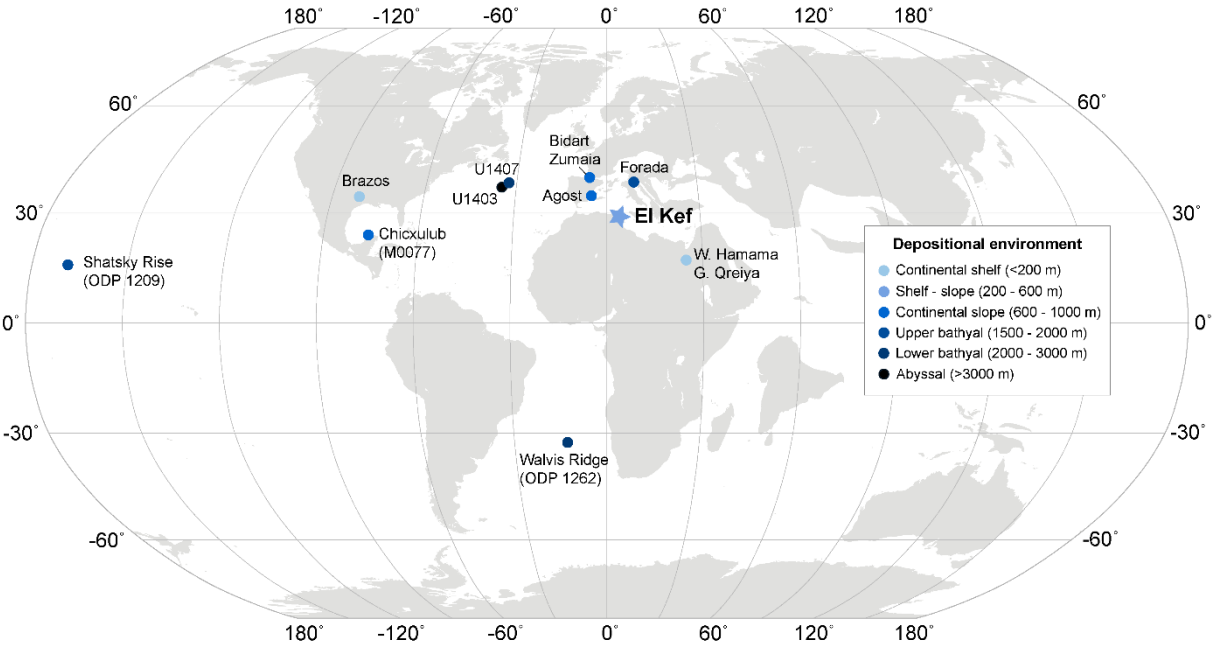 180° -120° -60° 0° 60° 120° 180°
60° 60°
Bidart
Zumaia
U1407
Forada
Brazos
U1403
Agost
30° El Kef 30°
Chicxulub
(M0077)
Shatsky Rise
(ODP 1209)
W. Hamama
G. Qreiya
Depositional environment
Continental shelf (<200 m)
Shelf - slope (200 - 600 m)
Continental slope (600 - 1000 m)
Upper bathyal (1500 - 2000 m)
Lower bathyal (2000 - 3000 m)
Abyssal (>3000 m)
0° 0°
-30° -30°
Walvis Ridge
(ODP 1262)
-60° -60°
180° -120° -60° 0° 60° 120° 180°